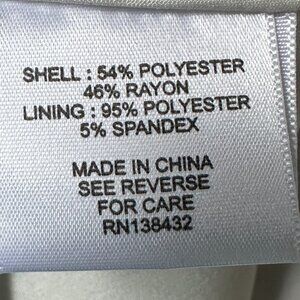 SHELL : 54% POLYESTER
46% RAYON
LINING : 95% POLYESTER
5% SPANDEX
MADE IN CHINA
SEE REVERSE
FOR CARE
RN138432